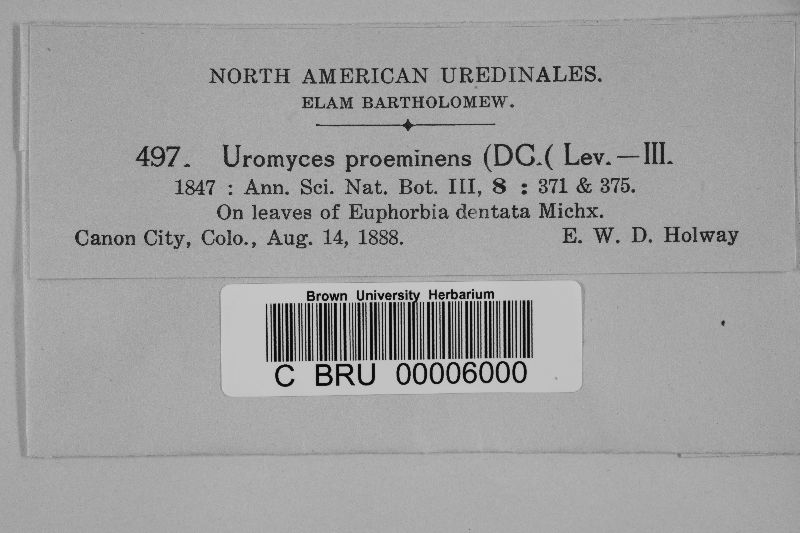 NORTH AMERICAN UREDINALES.
ELAM BARTHOLOMEW.
497. Uromyces proeminens (DC.( Lev.—III.
1847 : Ann. Sci. Nat. Bot. III, 8 : 371 & 375.
On leaves of Euphorbia dentata Michx.
Canon City, Colo., Aug. 14, 1888. E. W. D. Holway
Brown University Herbarium
C BRU 00006000